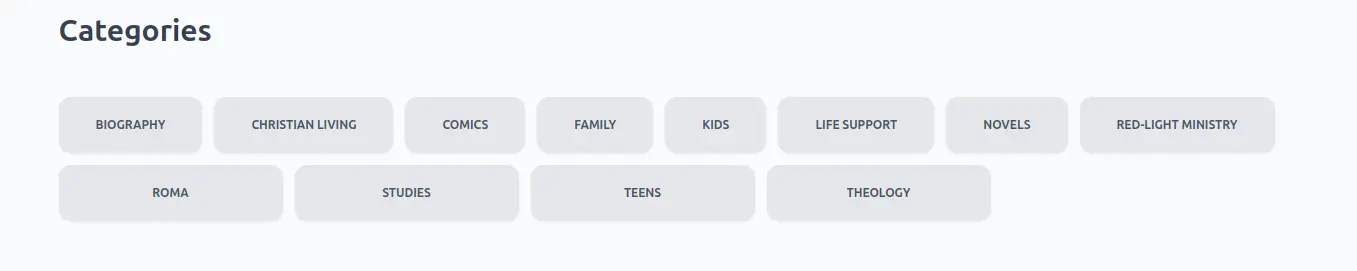 Categories
BIOGRAPHY CHRISTIAN LIVING COMICS FAMILY KIDS LIFE SUPPORT NOVELS RED-LIGHT MINISTRY
ROMA STUDIES TEENS THEOLOGY